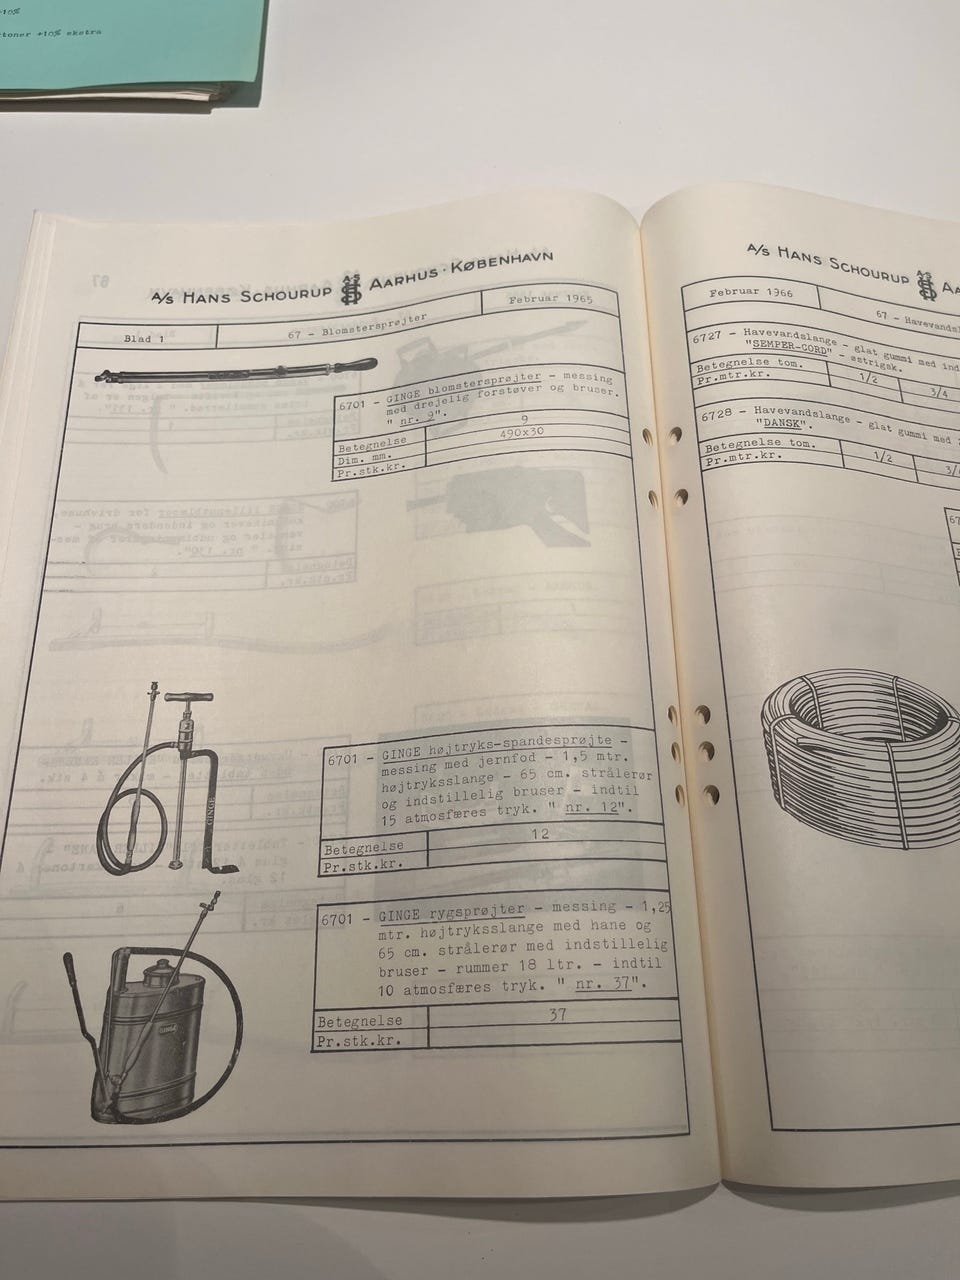 +10%
+10% ekstra
A/S HANS SCHOURUP AARHUS · KØBENHAVN
Blad 1
67 - Blomstersprøjter
Februar 1965
6701 - GINGE blomstersprøjter - messing
med drejelig forstøver og bruser.
" nr. 9".
Betegnelse 9
Dim. mm. 490x30
Pr.stk.kr.
6701 - GINGE højtryks-spandesprøjte -
messing med jernfod - 1,5 mtr.
højtryksslange - 65 cm. strålerør
og indstillelig bruser - indtil
15 atmosfæres tryk. " nr. 12".
Betegnelse 12
Pr.stk.kr.
GINGE
6701 - GINGE rygsprøjter - messing - 1,25
mtr. højtryksslange med hane og
65 cm. strålerør med indstillelig
bruser - rummer 18 ltr. - indtil
10 atmosfæres tryk. " nr. 37".
Betegnelse 37
Pr.stk.kr.
A/S HANS SCHOURUP
Februar 1966
67 - Havevands
6727 - Havevandslange - glat gummi med
"SEMPER-CORD" - østrigsk.
Betegnelse tom. 1/2 3/4
Pr.mtr.kr.
6728 - Havevandslange - glat gummi med
"DANSK".
Betegnelse tom. 1/2
Pr.mtr.kr.